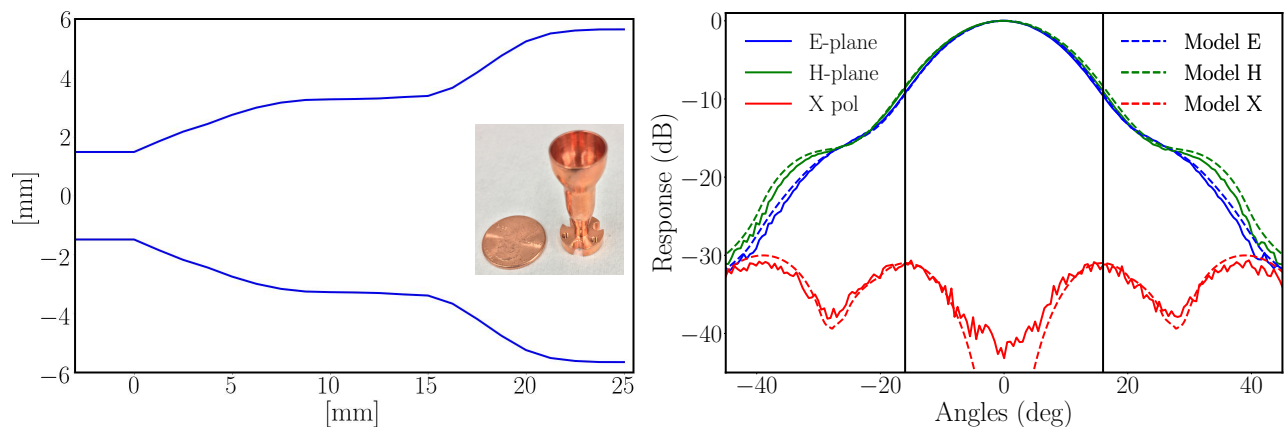 6
4
2
0
−2
−4
−6
[mm]
0 5 10 15 20 25
[mm]
0
−10
−20
−30
−40
Response (dB)
E-plane
H-plane
X pol
Model E
Model H
Model X
−40 −20 0 20 40
Angles (deg)